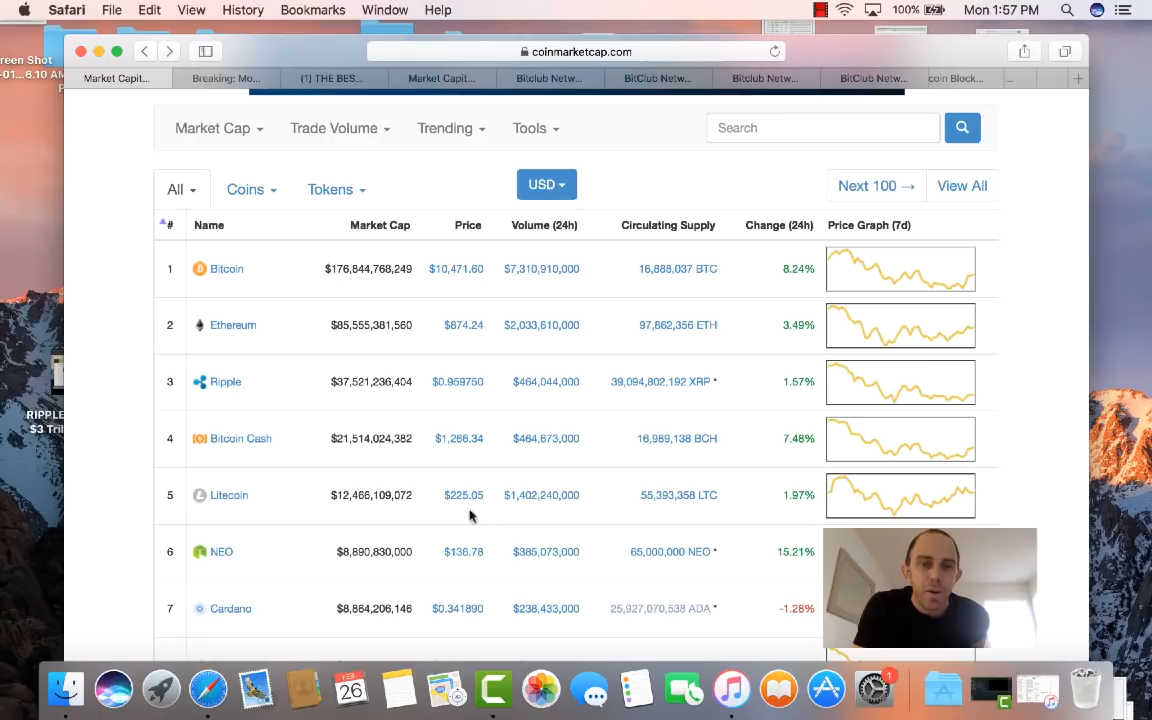 Safari File Edit View History Bookmarks Window Help 100% Mon 1:57 PM
reen Shot
-01...6.10 AM
coinmarketcap.com
Market Capit... Breaking: Mo... (1) THE BES... Market Capit... Bitclub Netw... BitClub Netw... Bitclub Netw... BitClub Netw... coin Block... ...
Market Cap Trade Volume Trending Tools Search
All Coins Tokens USD Next 100 → View All
# Name Market Cap Price Volume (24h) Circulating Supply Change (24h) Price Graph (7d)
1 Bitcoin $176,844,768,249 $10,471.60 $7,310,910,000 16,888,037 BTC 8.24%
2 Ethereum $85,555,381,560 $874.24 $2,033,610,000 97,862,356 ETH 3.49%
3 Ripple $37,521,236,404 $0.959750 $464,044,000 39,094,802,192 XRP * 1.57%
RIPPLE
$3 Tril
4 Bitcoin Cash $21,514,024,382 $1,266.34 $464,673,000 16,989,138 BCH 7.48%
5 Litecoin $12,466,109,072 $225.05 $1,402,240,000 55,393,358 LTC 1.97%
6 NEO $8,890,830,000 $136.78 $385,073,000 65,000,000 NEO * 15.21%
7 Cardano $8,864,206,146 $0.341890 $238,433,000 25,927,070,538 ADA * -1.28%
FEB
26
1